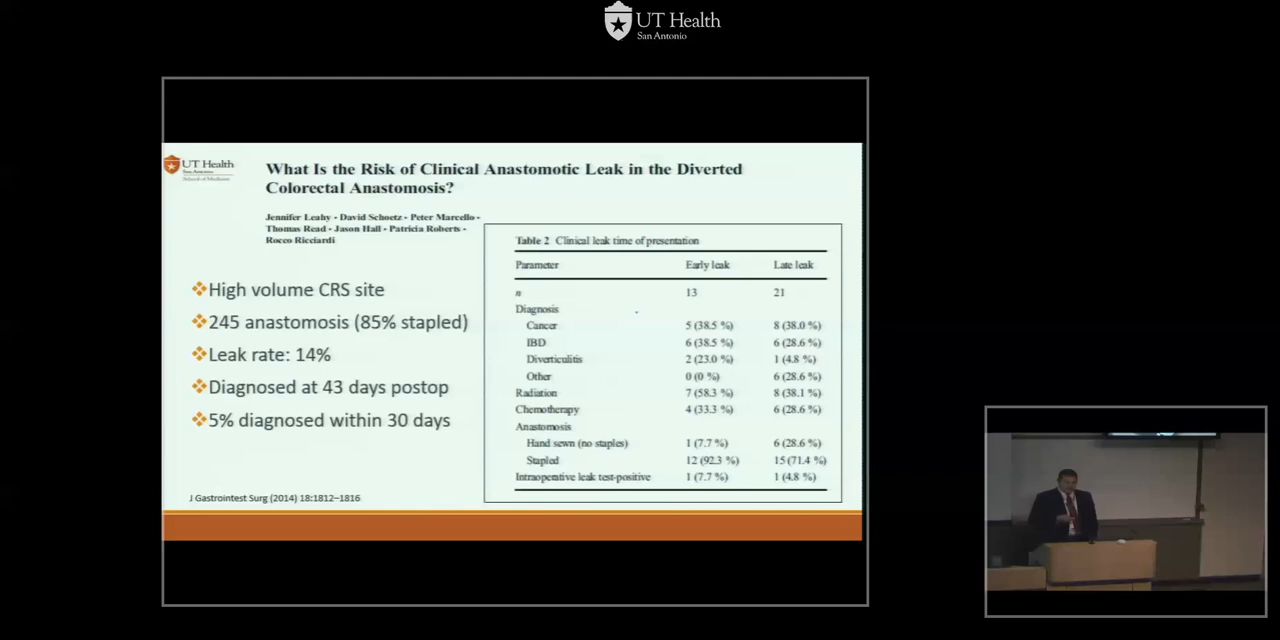 UT Health
San Antonio
UT Health
San Antonio
School of Medicine
What Is the Risk of Clinical Anastomotic Leak in the Diverted
Colorectal Anastomosis?
Jennifer Leahy • David Schoetz • Peter Marcello •
Thomas Read • Jason Hall • Patricia Roberts •
Rocco Ricciardi
❖High volume CRS site
❖245 anastomosis (85% stapled)
❖Leak rate: 14%
❖Diagnosed at 43 days postop
❖5% diagnosed within 30 days
J Gastrointest Surg (2014) 18:1812–1816
Table 2 Clinical leak time of presentation
Parameter Early leak Late leak
n 13 21
Diagnosis
Cancer 5 (38.5 %) 8 (38.0 %)
IBD 6 (38.5 %) 6 (28.6 %)
Diverticulitis 2 (23.0 %) 1 (4.8 %)
Other 0 (0 %) 6 (28.6 %)
Radiation 7 (58.3 %) 8 (38.1 %)
Chemotherapy 4 (33.3 %) 6 (28.6 %)
Anastomosis
Hand sewn (no staples) 1 (7.7 %) 6 (28.6 %)
Stapled 12 (92.3 %) 15 (71.4 %)
Intraoperative leak test-positive 1 (7.7 %) 1 (4.8 %)